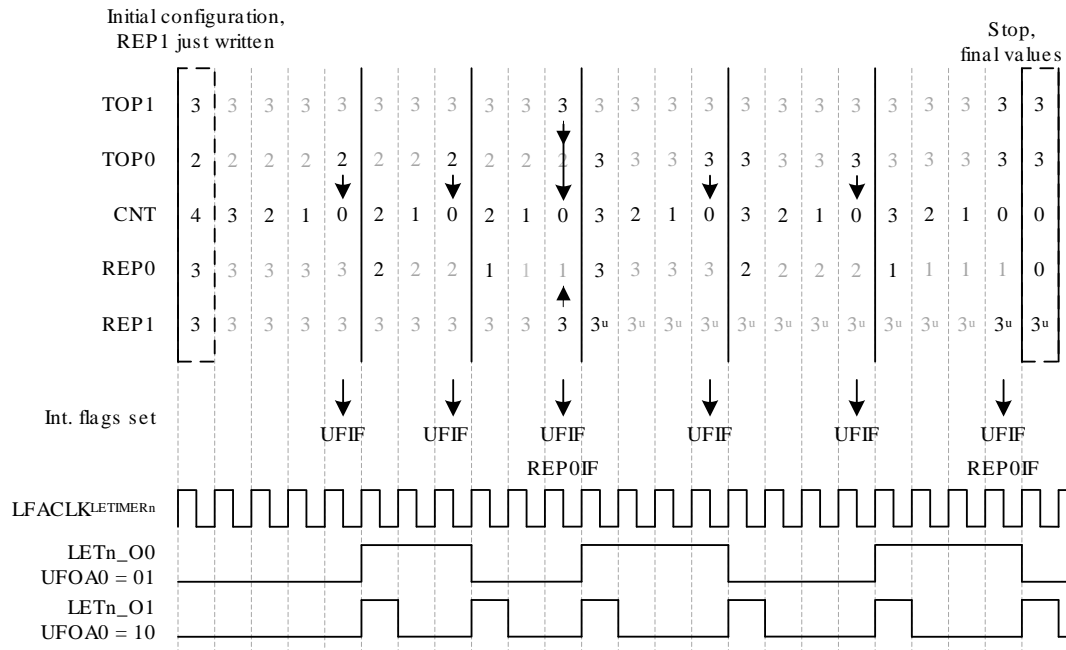 Initial configuration,
REP1 just written
Stop,
final values
TOP1 3 3 3 3 3 3 3 3 3 3 3 3 3 3 3 3 3 3 3 3 3 3 3 3
TOP0 2 2 2 2 2 2 2 2 2 2 2 3 3 3 3 3 3 3 3 3 3 3 3 3
CNT 4 3 2 1 0 2 1 0 2 1 0 3 2 1 0 3 2 1 0 3 2 1 0 0
REP0 3 3 3 3 3 2 2 2 1 1 1 3 3 3 3 2 2 2 2 1 1 1 1 0
REP1 3 3 3 3 3 3 3 3 3 3 3 3u 3u 3u 3u 3u 3u 3u 3u 3u 3u 3u 3u 3u
Int. flags set
UFIF UFIF UFIF UFIF UFIF UFIF
REP0IF REP0IF
LFACLKLETIMERn
LETn_O0
UFOA0 = 01
LETn_O1
UFOA0 = 10